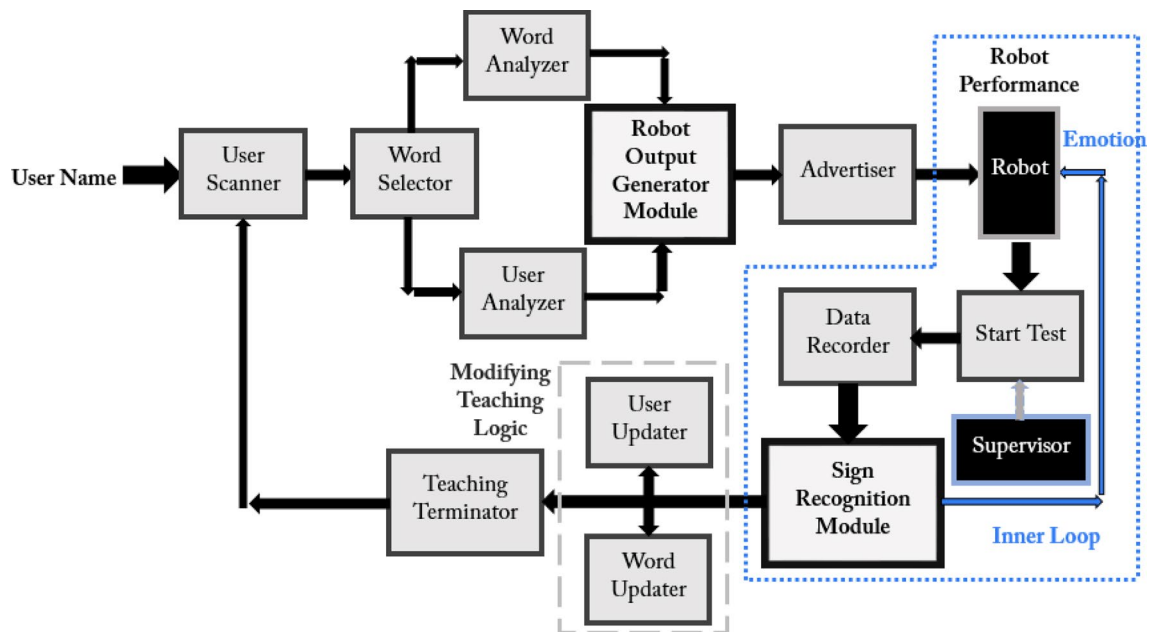 User Name
User
Scanner
Word
Selector
Word
Analyzer
User
Analyzer
Robot
Output
Generator
Module
Advertiser
Robot
Performance
Robot
Emotion
Start Test
Supervisor
Data
Recorder
Sign
Recognition
Module
Inner Loop
Modifying
Teaching
Logic
User
Updater
Word
Updater
Teaching
Terminator